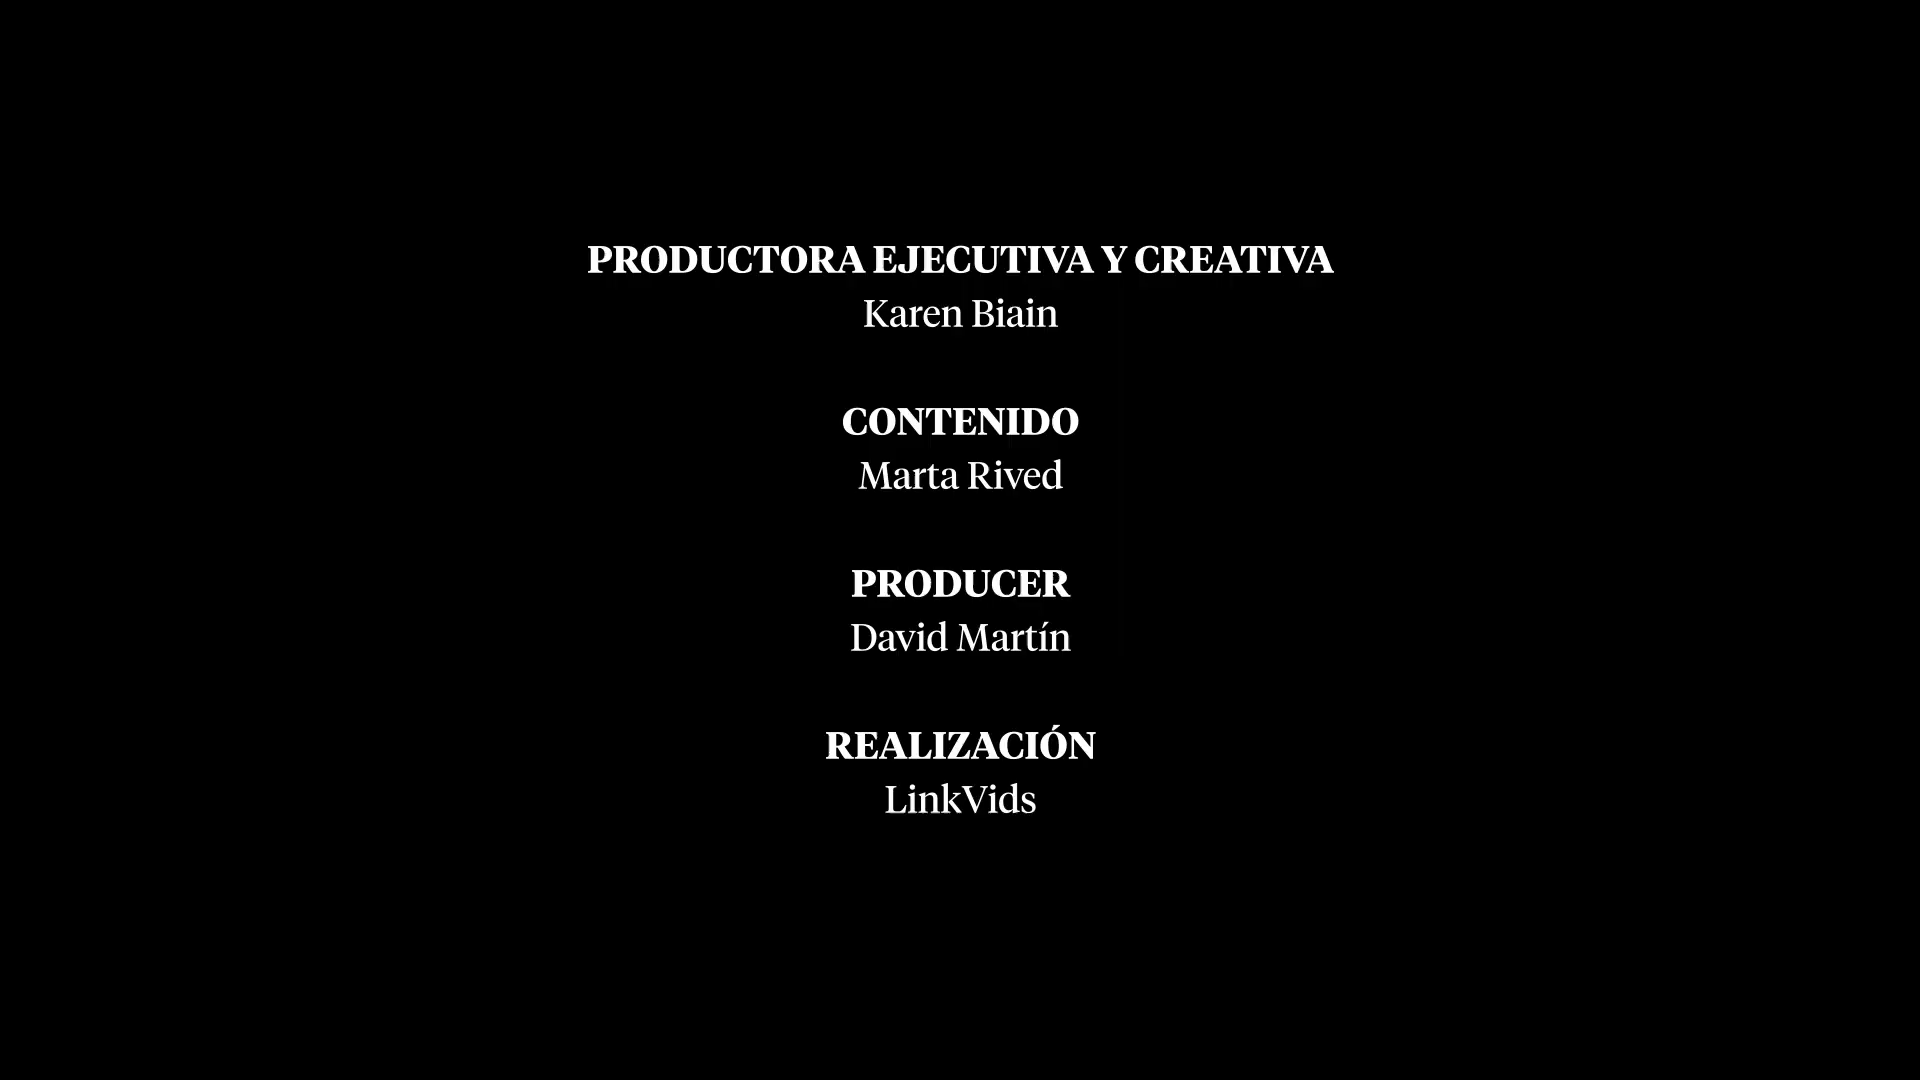 PRODUCTORA EJECUTIVA Y CREATIVA
Karen Biain
CONTENIDO
Marta Rived
PRODUCER
David Martín
REALIZACIÓN
LinkVids